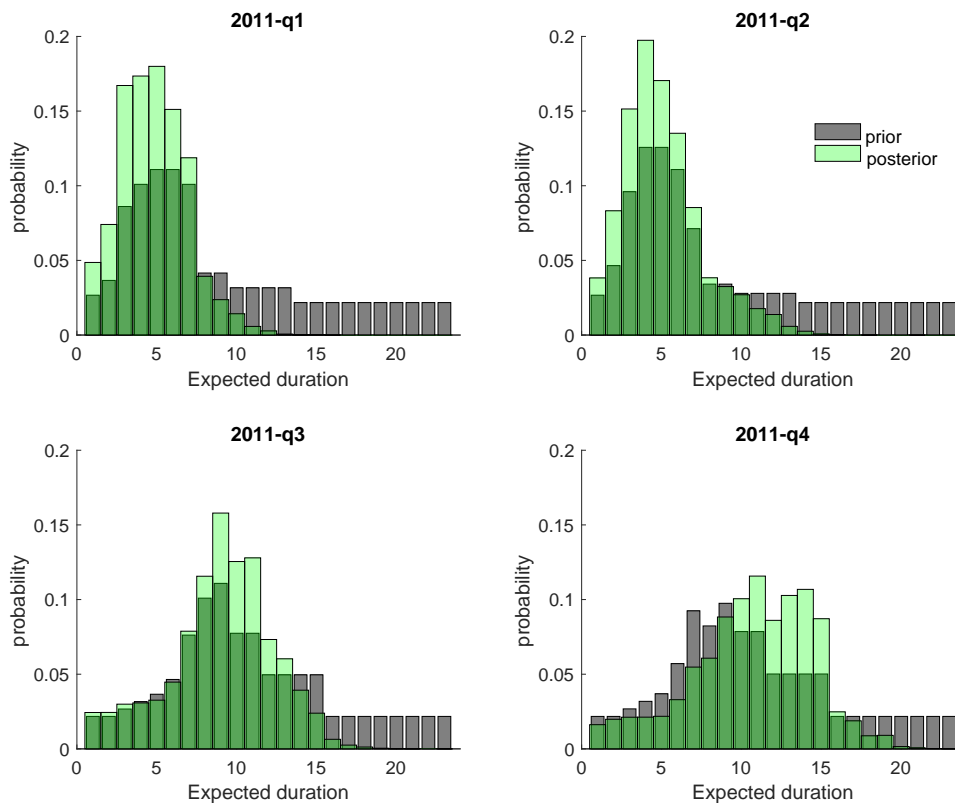 2011-q1
0.2
0.15
0.1
0.05
0
probability
0 5 10 15 20
Expected duration
2011-q2
0.2
0.15
0.1
0.05
0
probability
prior
posterior
0 5 10 15 20
Expected duration
2011-q3
0.2
0.15
0.1
0.05
0
probability
0 5 10 15 20
Expected duration
2011-q4
0.2
0.15
0.1
0.05
0
probability
0 5 10 15 20
Expected duration